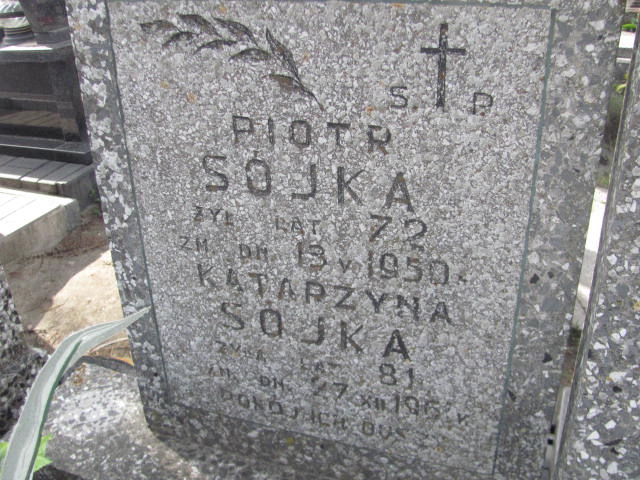 Ś. P.
PIOTR
SÓJKA
ŻYŁ LAT 72
ZM. DN. 13 V 1950 R.
KATARZYNA
SÓJKA
ŻYŁA LAT 81
ZM. DN. 27 XII R.
POKÓJ ICH DUSZ